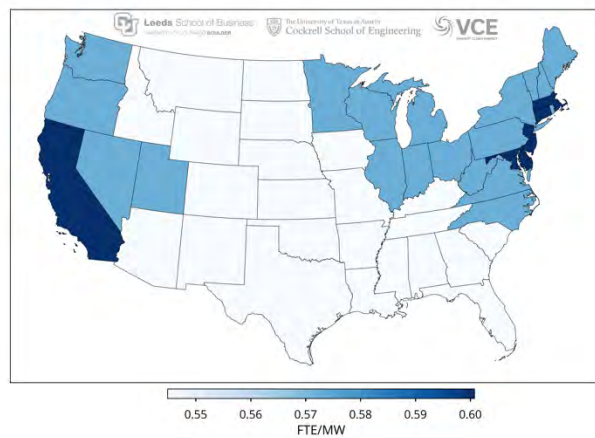 Leeds School of Business
The University of Texas at Austin
Cockrell School of Engineering
VCE
0.55 0.56 0.57 0.58 0.59 0.60
FTE/MW